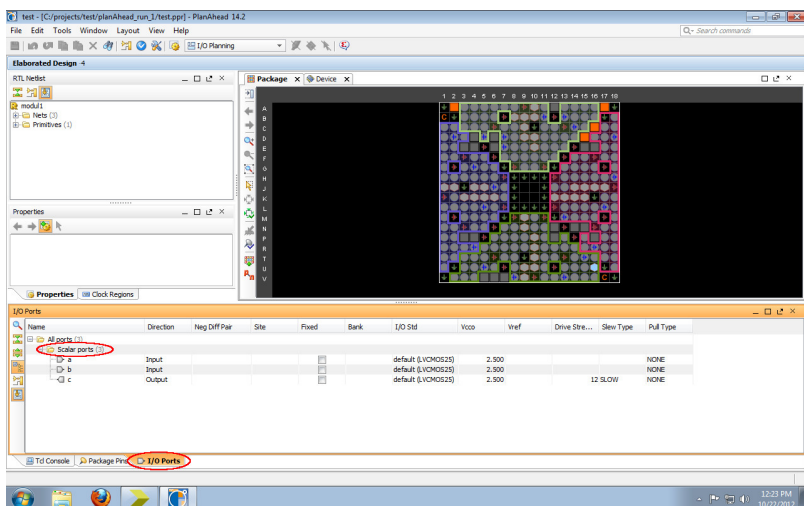 test - [C:/projects/test/planAhead_run_1/test.ppr] - PlanAhead 14.2
File Edit Tools Window Layout View Help
Search commands
I/O Planning
Elaborated Design
RTL Netlist
modul1
Nets (3)
Primitives (1)
Properties
Properties Clock Regions
Package Device
1 2 3 4 5 6 7 8 9 10 11 12 13 14 15 16 17 18
A
B
C
D
E
F
G
H
J
K
L
M
N
P
R
T
U
V
C
C
I/O Ports
Name Direction Neg Diff Pair Site Fixed Bank I/O Std Vcco Vref Drive Stre... Slew Type Pull Type
All ports (3)
Scalar ports (3)
a Input default (LVCMOS25) 2.500 NONE
b Input default (LVCMOS25) 2.500 NONE
c Output default (LVCMOS25) 2.500 12 SLOW NONE
Tcl Console Package Pins I/O Ports
12:23 PM
10/22/2012